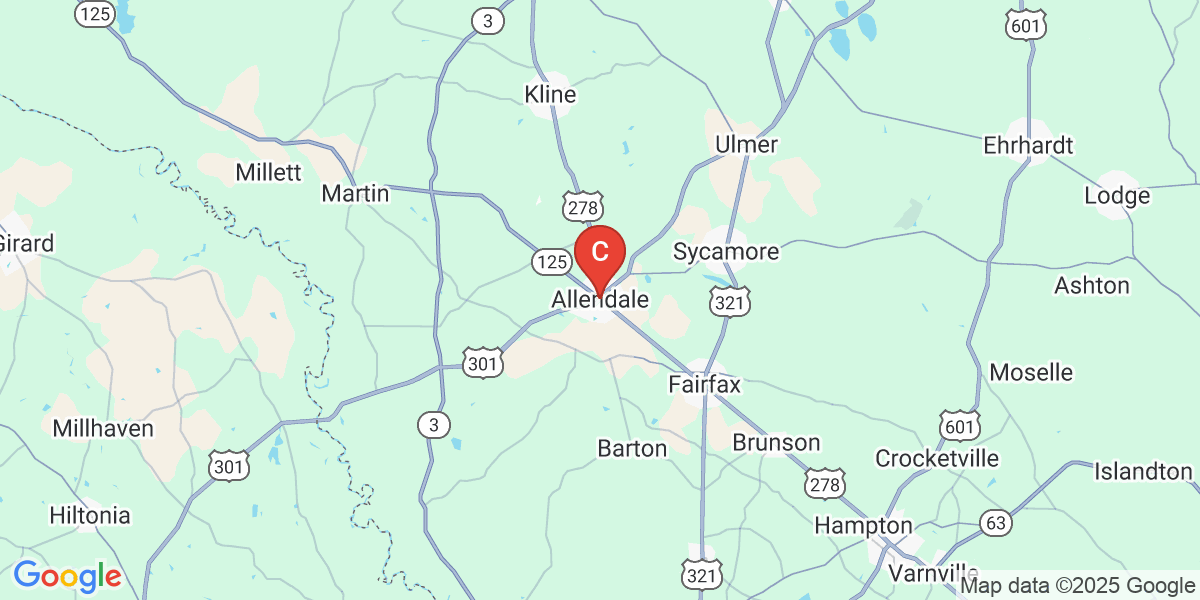 125
3
601
Kline
Ulmer
Ehrhardt
Millett
Martin
Lodge
278
Girard
C
Sycamore
125
Ashton
Allendale
321
301
Moselle
Fairfax
Millhaven
3
601
Barton
Brunson
Crocketville
301
Islandton
278
Hiltonia
Hampton
63
321
Varnville
Google
Map data ©2025 Google